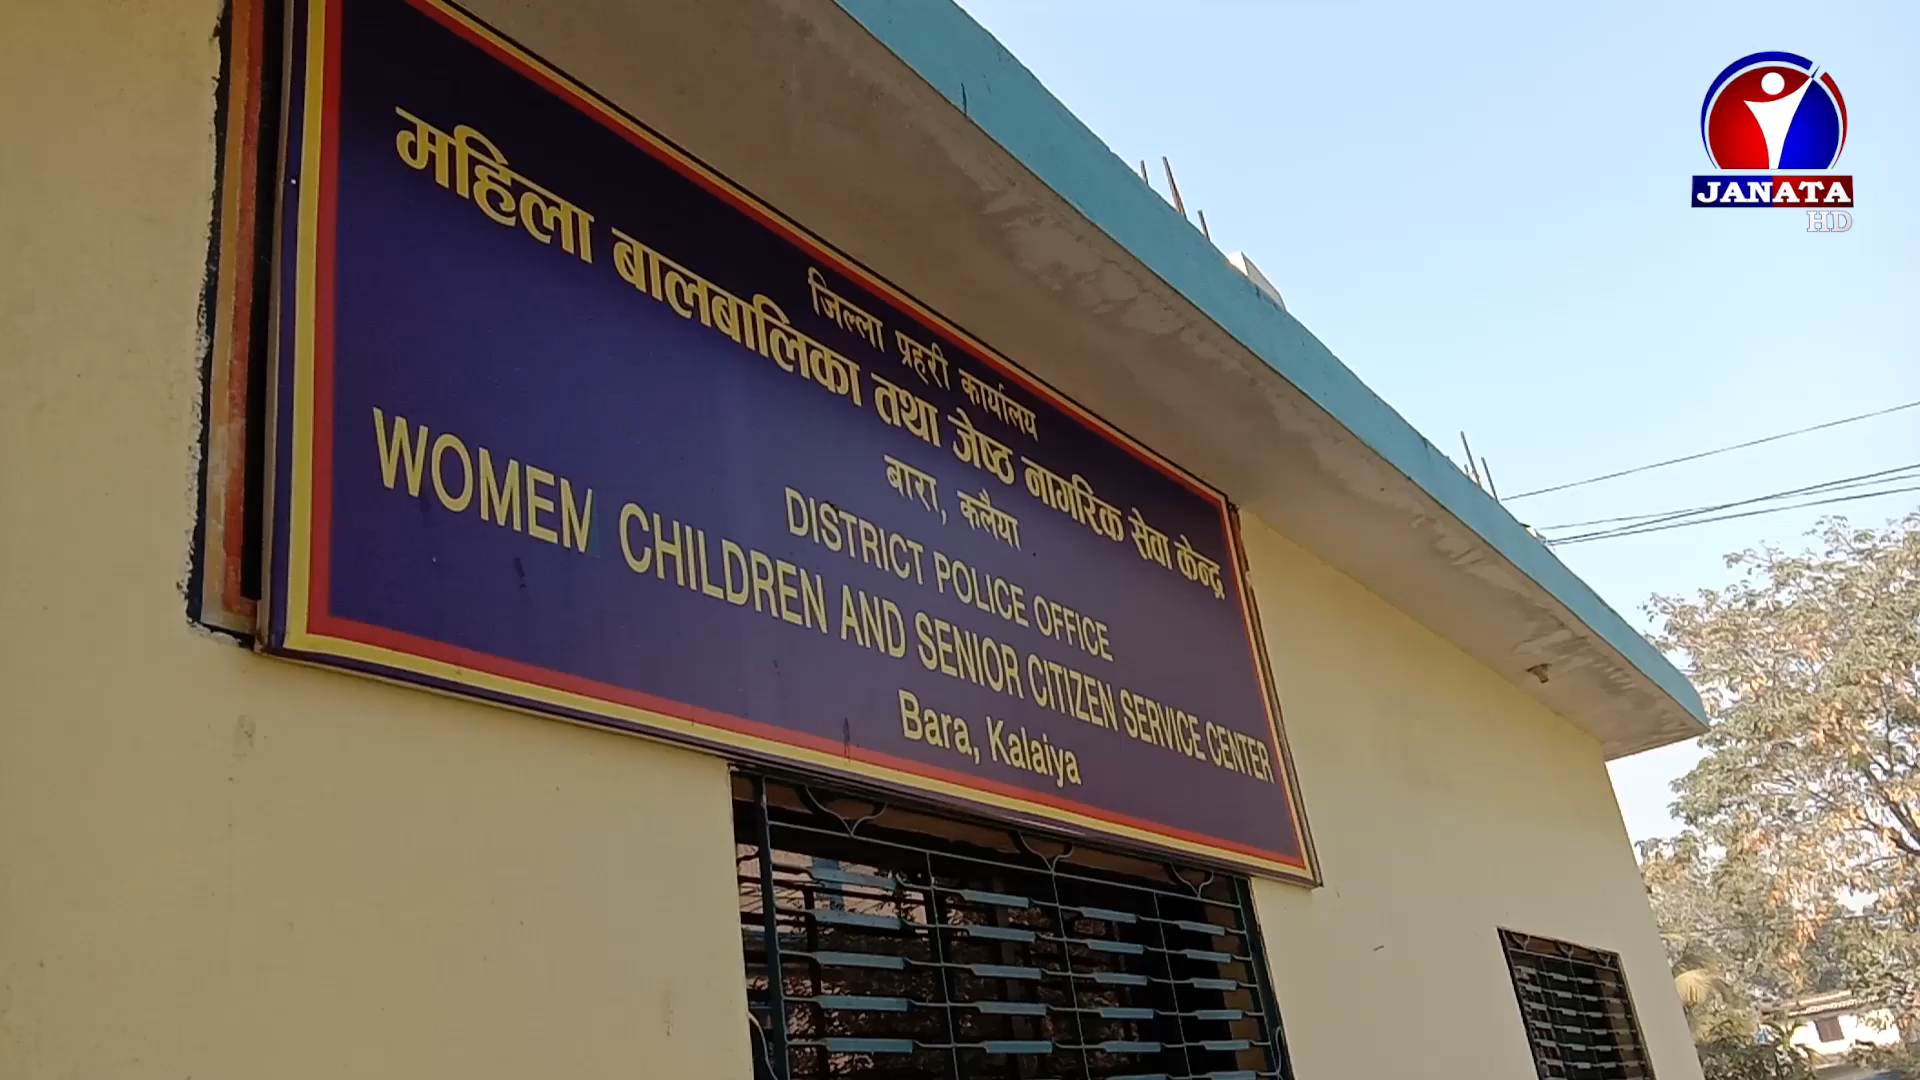 जिल्ला प्रहरी कार्यालय
महिला बालबालिका तथा जेष्ठ नागरिक सेवा केन्द्र
बारा, कलैया
DISTRICT POLICE OFFICE
WOMEN CHILDREN AND SENIOR CITIZEN SERVICE CENTER
Bara, Kalaiya
JANATA
HD